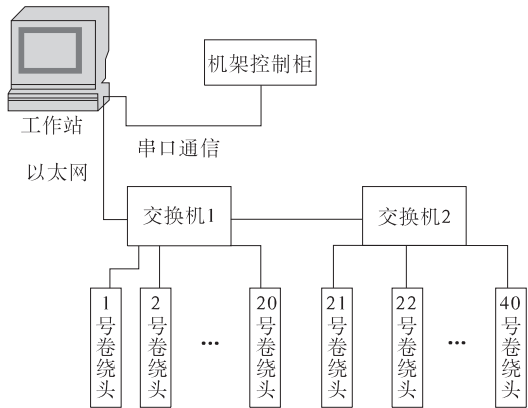 机架控制柜
工作站
串口通信
以太网
交换机1
交换机2
1号卷绕头
2号卷绕头
...
20号卷绕头
21号卷绕头
22号卷绕头
...
40号卷绕头